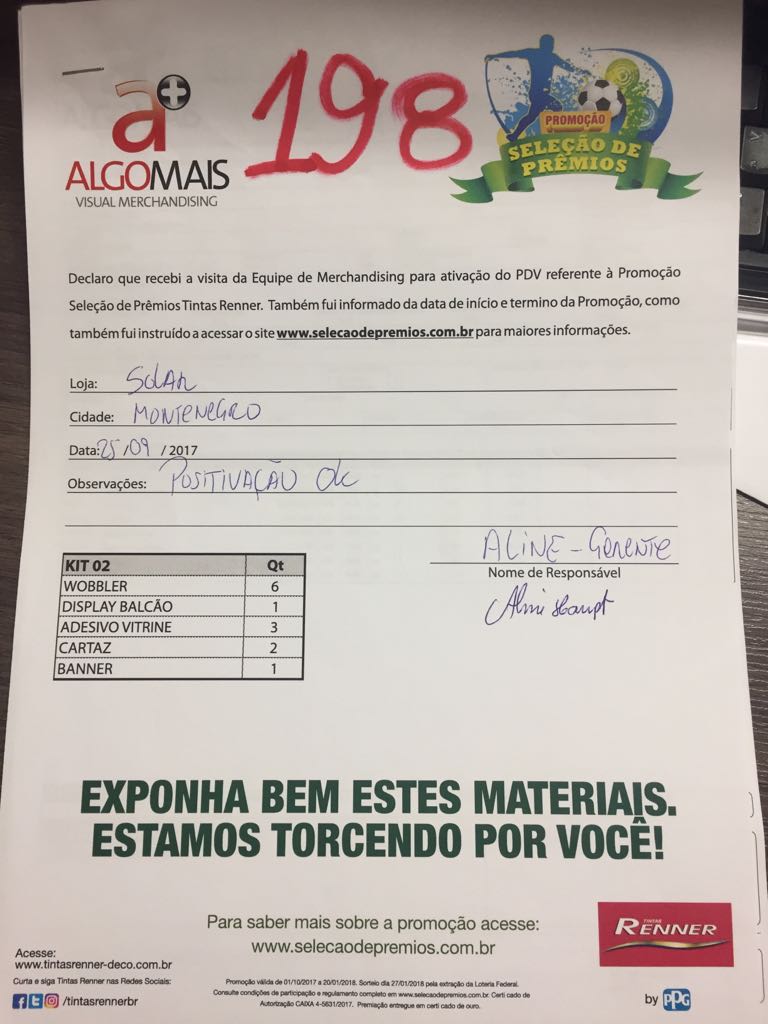 a+
ALGOMAIS
VISUAL MERCHANDISING
198
PROMOÇÃO
SELEÇÃO DE
PRÊMIOS
Declaro que recebi a visita da Equipe de Merchandising para ativação do PDV referente à Promoção
Seleção de Prêmios Tintas Renner. Também fui informado da data de início e termino da Promoção, como
também fui instruído a acessar o site www.selecaodepremios.com.br para maiores informações.
Loja: SOLAR
Cidade: MONTENEGRO
Data: 25/09 / 2017
Observações: POSITIVAÇÃO OK
ALINE - GERENTE
Nome de Responsável
KIT 02 Qt
WOBBLER 6
DISPLAY BALCÃO 1
ADESIVO VITRINE 3
CARTAZ 2
BANNER 1
EXPONHA BEM ESTES MATERIAIS.
ESTAMOS TORCENDO POR VOCÊ!
Para saber mais sobre a promoção acesse:
www.selecaodepremios.com.br
TINTAS
RENNER
Acesse:
www.tintasrenner-deco.com.br
Curta e siga Tintas Renner nas Redes Sociais:
/tintasrennerbr
Promoção válida de 01/10/2017 a 20/01/2018. Sorteio dia 27/01/2018 pela extração da Loteria Federal.
Consulte condições de participação e regulamento completo em www.selecaodepremios.com.br. Certi cado de
Autorização CAIXA 4-5631/2017. Premiação entregue em certi cado de ouro.
by PPG